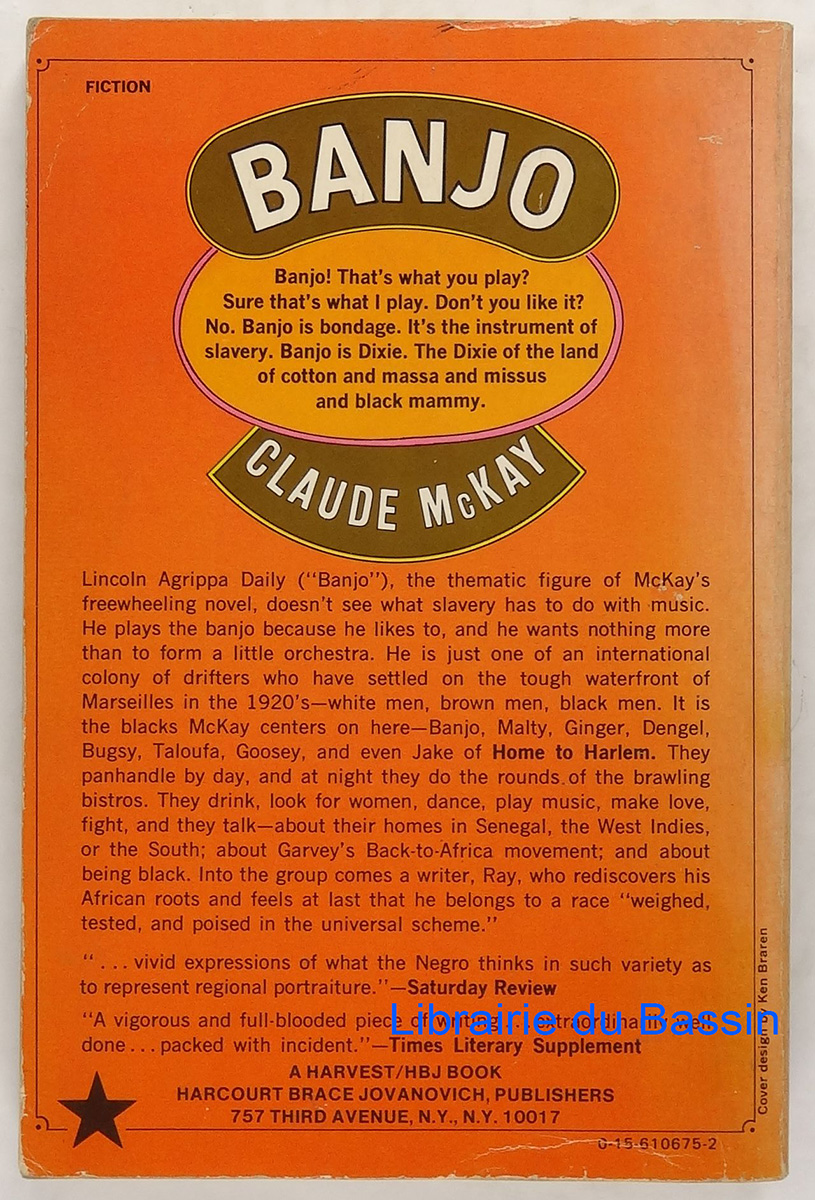 FICTION
BANJO
Banjo! That's what you play?
Sure that's what I play. Don't you like it?
No. Banjo is bondage. It's the instrument of
slavery. Banjo is Dixie. The Dixie of the land
of cotton and massa and missus
and black mammy.
CLAUDE McKAY
Lincoln Agrippa Daily (“Banjo”), the thematic figure of McKay's
freewheeling novel, doesn't see what slavery has to do with music.
He plays the banjo because he likes to, and he wants nothing more
than to form a little orchestra. He is just one of an international
colony of drifters who have settled on the tough waterfront of
Marseilles in the 1920's—white men, brown men, black men. It is
the blacks McKay centers on here—Banjo, Malty, Ginger, Dengel,
Bugsy, Taloufa, Goosey, and even Jake of Home to Harlem. They
panhandle by day, and at night they do the rounds of the brawling
bistros. They drink, look for women, dance, play music, make love,
fight, and they talk—about their homes in Senegal, the West Indies,
or the South; about Garvey's Back-to-Africa movement; and about
being black. Into the group comes a writer, Ray, who rediscovers his
African roots and feels at last that he belongs to a race “weighed,
tested, and poised in the universal scheme.”
“ . . . vivid expressions of what the Negro thinks in such variety as
to represent regional portraiture.”—Saturday Review
“A vigorous and full-blooded piece of writing extraordinarily well
done . . . packed with incident.”—Times Literary Supplement
Librairie du Bassin
A HARVEST/HBJ BOOK
HARCOURT BRACE JOVANOVICH, PUBLISHERS
757 THIRD AVENUE, N.Y., N.Y. 10017
0-15-610675-2
Cover design by Ken Braren